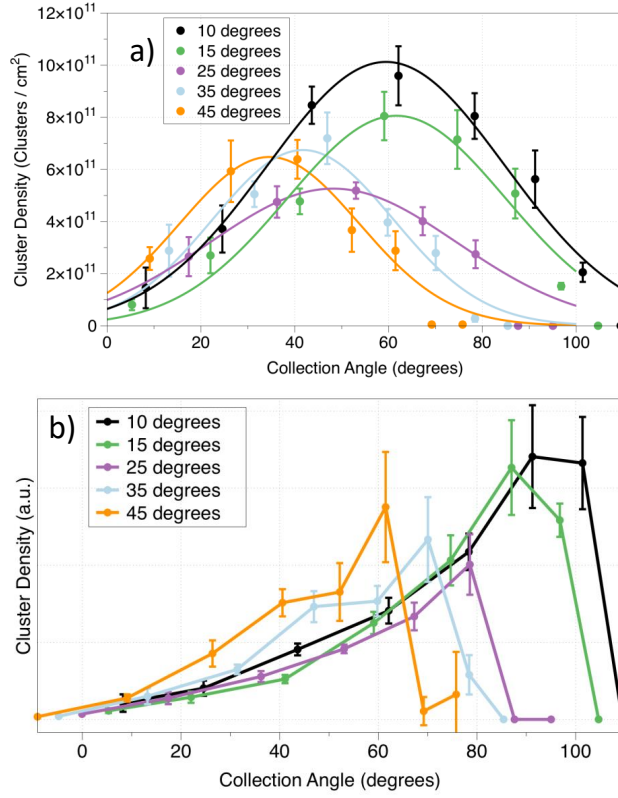 a)
10 degrees
15 degrees
25 degrees
35 degrees
45 degrees
Cluster Density (Clusters / cm²)
12×10¹¹
10×10¹¹
8×10¹¹
6×10¹¹
4×10¹¹
2×10¹¹
0
0 20 40 60 80 100
Collection Angle (degrees)
b)
10 degrees
15 degrees
25 degrees
35 degrees
45 degrees
Cluster Density (a.u.)
0 20 40 60 80 100
Collection Angle (degrees)